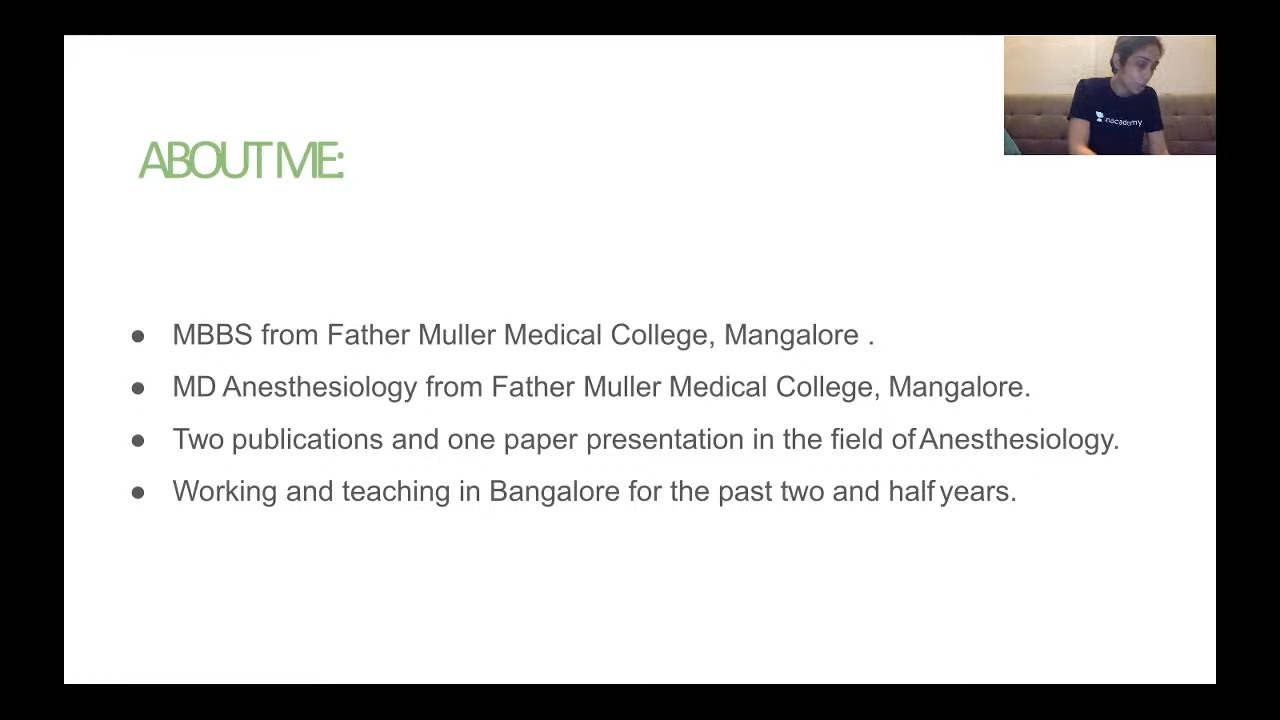 ABOUT ME:
unacademy
● MBBS from Father Muller Medical College, Mangalore .
● MD Anesthesiology from Father Muller Medical College, Mangalore.
● Two publications and one paper presentation in the field of Anesthesiology.
● Working and teaching in Bangalore for the past two and half years.